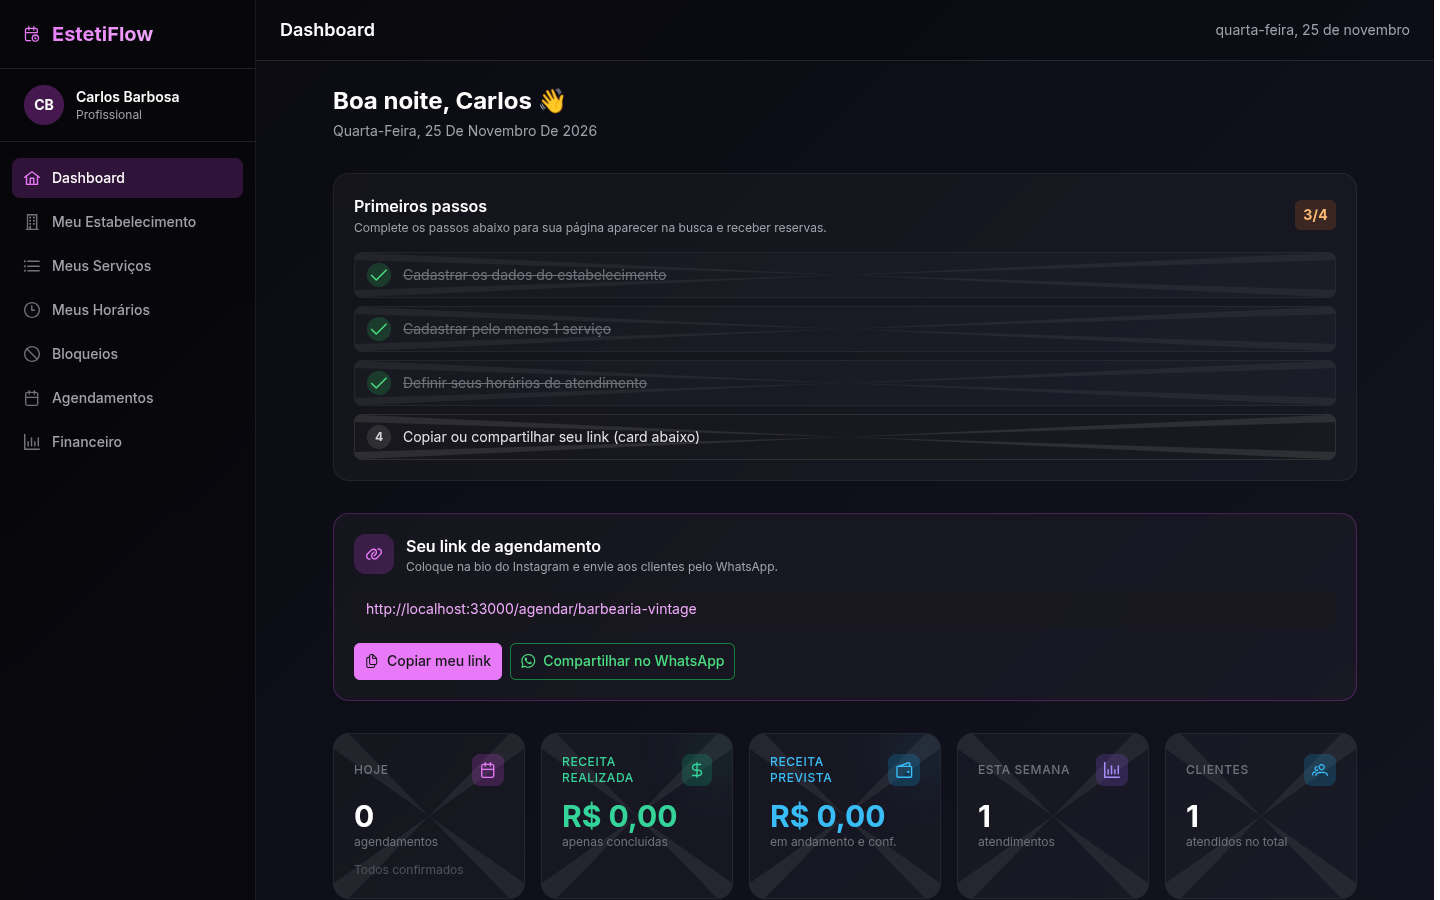 EstetiFlow
CB
Carlos Barbosa
Profissional
Dashboard
Meu Estabelecimento
Meus Serviços
Meus Horários
Bloqueios
Agendamentos
Financeiro
Dashboard
quarta-feira, 25 de novembro
Boa noite, Carlos 👋
Quarta-Feira, 25 De Novembro De 2026
Primeiros passos
Complete os passos abaixo para sua página aparecer na busca e receber reservas.
3/4
Cadastrar os dados do estabelecimento
Cadastrar pelo menos 1 serviço
Definir seus horários de atendimento
4 Copiar ou compartilhar seu link (card abaixo)
Seu link de agendamento
Coloque na bio do Instagram e envie aos clientes pelo WhatsApp.
http://localhost:33000/agendar/barbearia-vintage
Copiar meu link
Compartilhar no WhatsApp
HOJE
0
agendamentos
Todos confirmados
RECEITA
REALIZADA
R$ 0,00
apenas concluídas
RECEITA
PREVISTA
R$ 0,00
em andamento e conf.
ESTA SEMANA
1
atendimentos
CLIENTES
1
atendidos no total